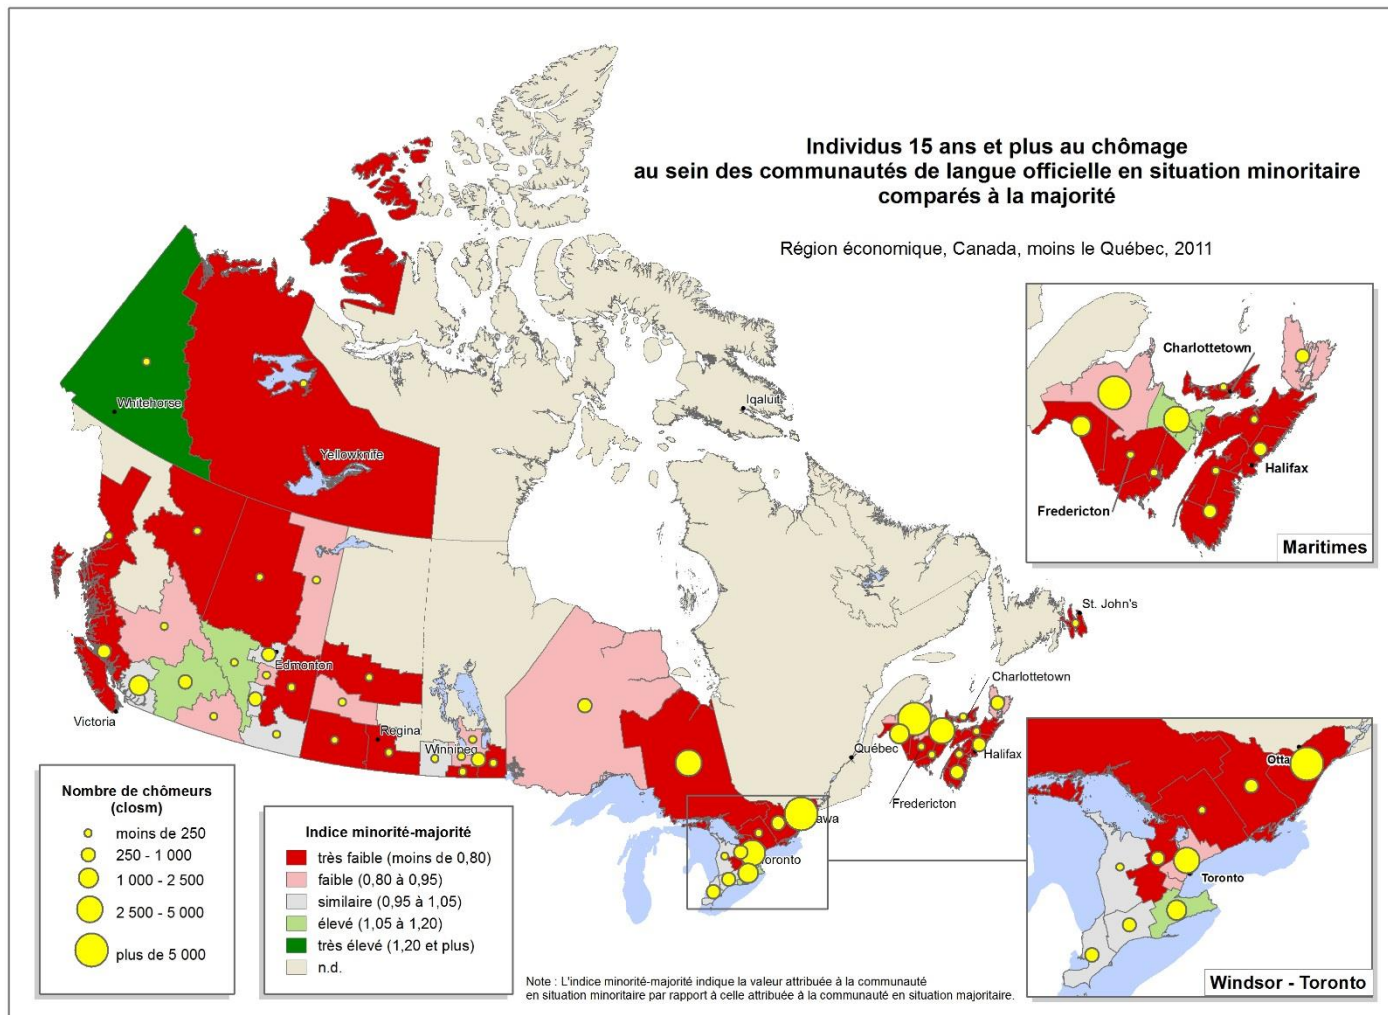 Individus 15 ans et plus au chômage
au sein des communautés de langue officielle en situation minoritaire
comparés à la majorité
Région économique, Canada, moins le Québec, 2011
Whitehorse
Yellowknife
Iqaluit
Edmonton
Victoria
Regina
Winnipeg
St. John's
Charlottetown
Québec
Halifax
Fredericton
awa
oronto
Charlottetown
Halifax
Fredericton
Maritimes
Otta
Toronto
Windsor - Toronto
Nombre de chômeurs
(closm)
moins de 250
250 - 1 000
1 000 - 2 500
2 500 - 5 000
plus de 5 000
Indice minorité-majorité
très faible (moins de 0,80)
faible (0,80 à 0,95)
similaire (0,95 à 1,05)
élevé (1,05 à 1,20)
très élevé (1,20 et plus)
n.d.
Note : L'indice minorité-majorité indique la valeur attribuée à la communauté
en situation minoritaire par rapport à celle attribuée à la communauté en situation majoritaire.